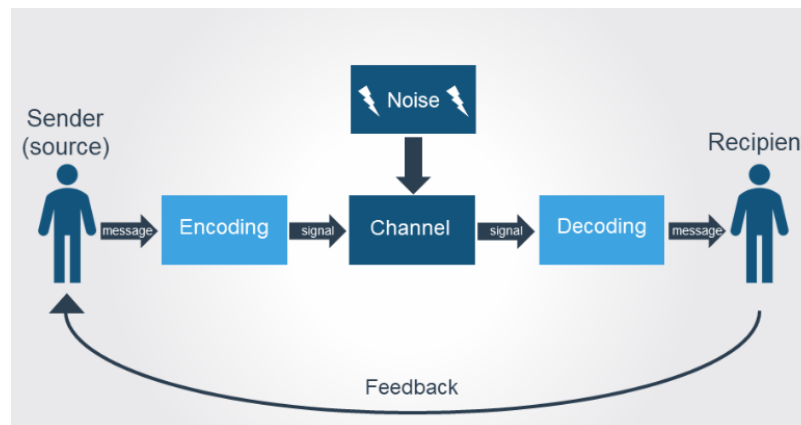 Noise
Sender
(source)
Recipien
message
Encoding
signal
Channel
signal
Decoding
message
Feedback